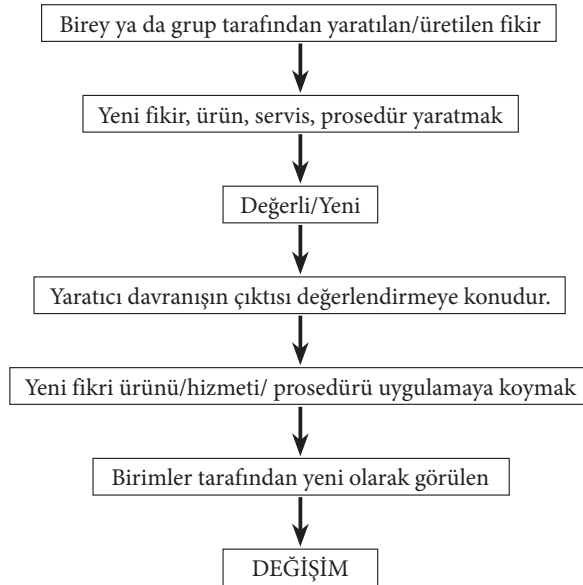 Birey ya da grup tarafından yaratılan/üretilen fikir
Yeni fikir, ürün, servis, prosedür yaratmak
Değerli/Yeni
Yaratıcı davranışın çıktısı değerlendirmeye konudur.
Yeni fikri ürünü/hizmeti/ prosedürü uygulamaya koymak
Birimler tarafından yeni olarak görülen
DEĞİŞİM